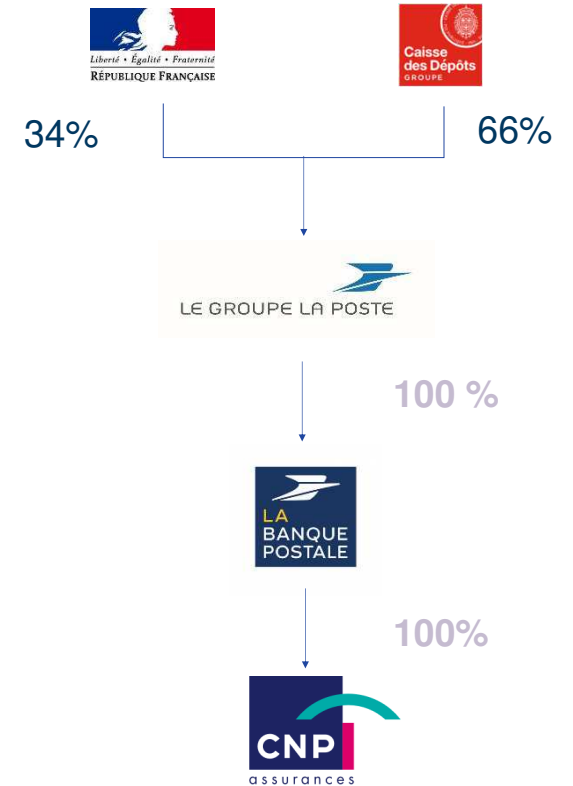 Liberté • Égalité • Fraternité
RÉPUBLIQUE FRANÇAISE
Caisse
des Dépôts
GROUPE
34%
66%
LE GROUPE LA POSTE
100 %
LA
BANQUE
POSTALE
100%
CNP
assurances